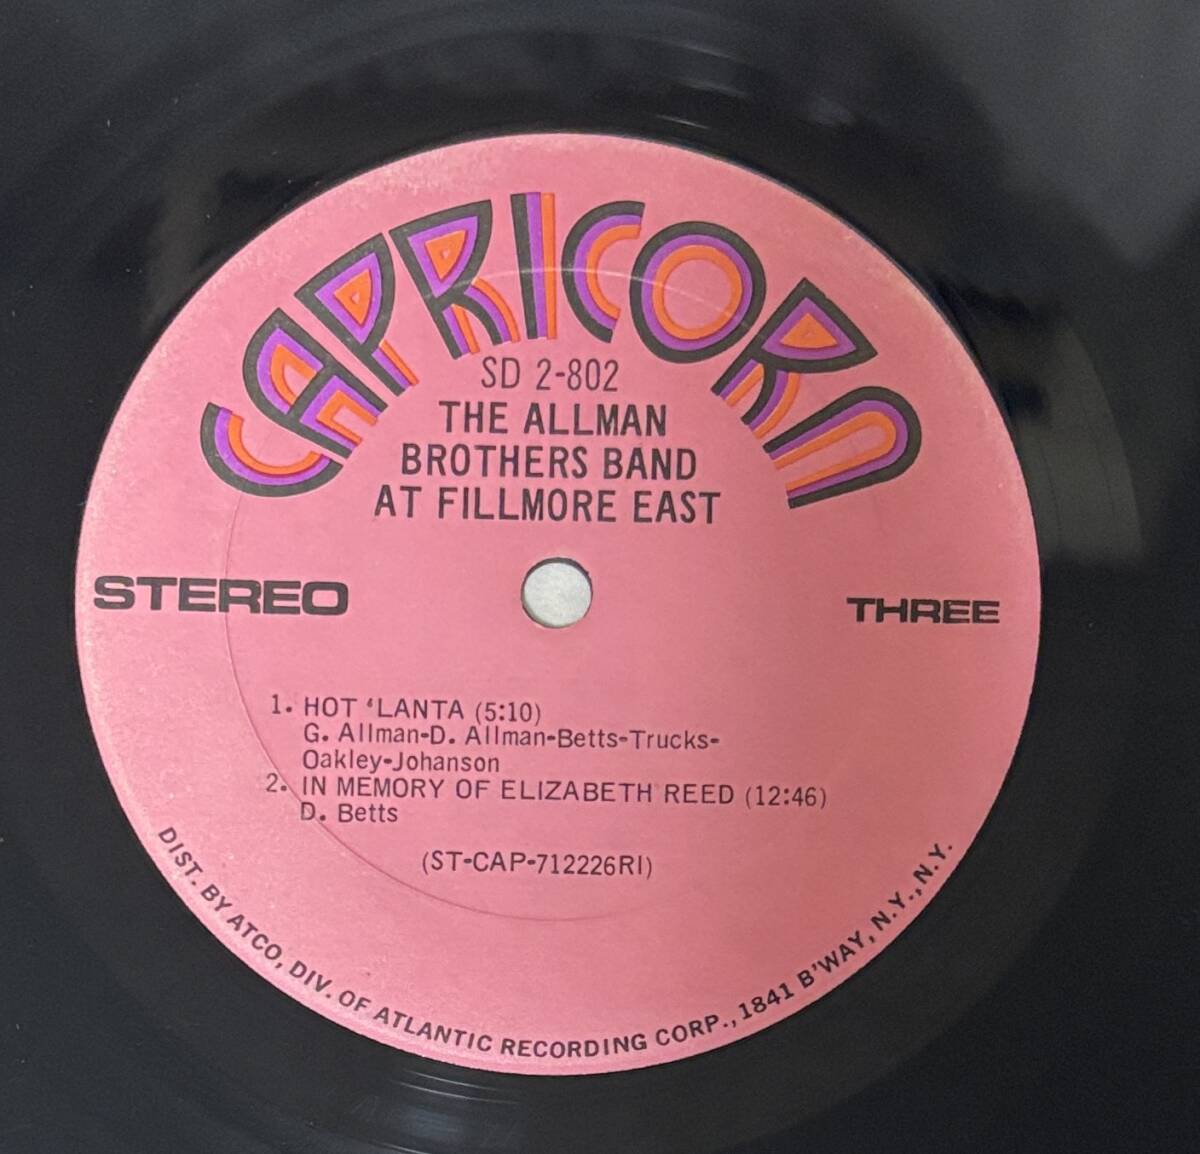 CAPRICORN
SD 2-802
THE ALLMAN
BROTHERS BAND
AT FILLMORE EAST
STEREO
THREE
1. HOT ‘LANTA (5:10)
G. Allman-D. Allman-Betts-Trucks-
Oakley-Johanson
2. IN MEMORY OF ELIZABETH REED (12:46)
D. Betts
(ST-CAP-712226RI)
DIST. BY ATCO, DIV. OF ATLANTIC RECORDING CORP., 1841 B'WAY, N.Y., N.Y.